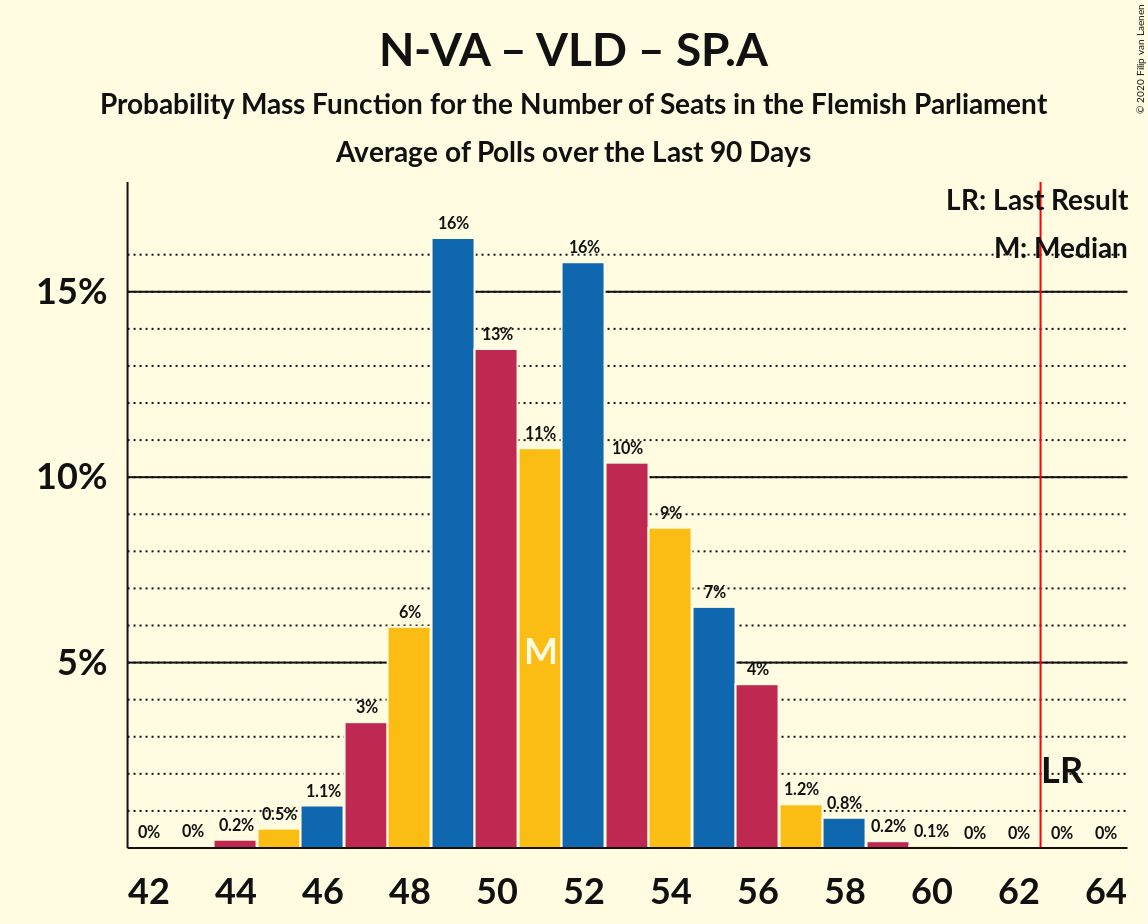 N-VA – VLD – SP.A
Probability Mass Function for the Number of Seats in the Flemish Parliament
Average of Polls over the Last 90 Days
© 2020 Filip van Laenen
LR: Last Result
M: Median
15%
10%
5%
0%
0%
0.2%
0.5%
1.1%
3%
6%
16%
13%
11%
16%
10%
9%
7%
4%
1.2%
0.8%
0.2%
0.1%
0%
0%
0%
0%
M
LR
42 44 46 48 50 52 54 56 58 60 62 64